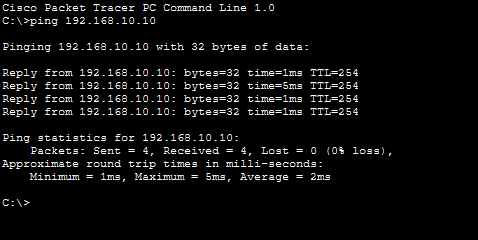 Cisco Packet Tracer PC Command Line 1.0
C:\>ping 192.168.10.10
Pinging 192.168.10.10 with 32 bytes of data:
Reply from 192.168.10.10: bytes=32 time=1ms TTL=254
Reply from 192.168.10.10: bytes=32 time=5ms TTL=254
Reply from 192.168.10.10: bytes=32 time=1ms TTL=254
Reply from 192.168.10.10: bytes=32 time=1ms TTL=254
Ping statistics for 192.168.10.10:
    Packets: Sent = 4, Received = 4, Lost = 0 (0% loss),
Approximate round trip times in milli-seconds:
    Minimum = 1ms, Maximum = 5ms, Average = 2ms
C:\>